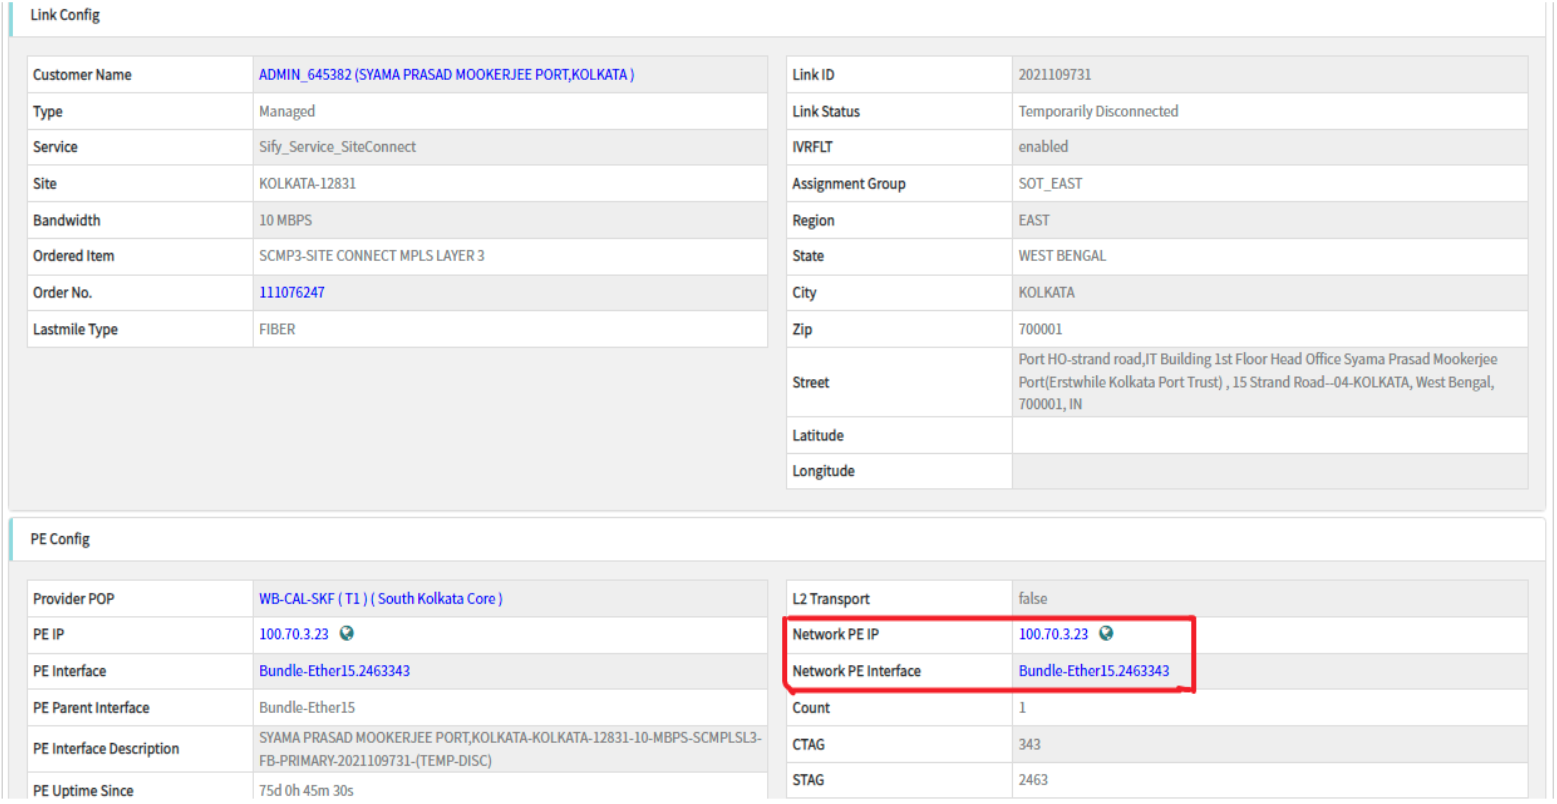 Link Config
Customer Name ADMIN_645382 (SYAMA PRASAD MOOKERJEE PORT,KOLKATA )
Type Managed
Service Sify_Service_SiteConnect
Site KOLKATA-12831
Bandwidth 10 MBPS
Ordered Item SCMP3-SITE CONNECT MPLS LAYER 3
Order No. 111076247
Lastmile Type FIBER
Link ID 2021109731
Link Status Temporarily Disconnected
IVRFLT enabled
Assignment Group SOT_EAST
Region EAST
State WEST BENGAL
City KOLKATA
Zip 700001
Street Port HO-strand road,IT Building 1st Floor Head Office Syama Prasad Mookerjee
Port(Erstwhile Kolkata Port Trust) , 15 Strand Road--04-KOLKATA, West Bengal,
700001, IN
Latitude
Longitude
PE Config
Provider POP WB-CAL-SKF ( T1 ) ( South Kolkata Core )
PE IP 100.70.3.23
PE Interface Bundle-Ether15.2463343
PE Parent Interface Bundle-Ether15
PE Interface Description SYAMA PRASAD MOOKERJEE PORT,KOLKATA-KOLKATA-12831-10-MBPS-SCMPLSL3-
FB-PRIMARY-2021109731-(TEMP-DISC)
PE Uptime Since 75d 0h 45m 30s
L2 Transport false
Network PE IP 100.70.3.23
Network PE Interface Bundle-Ether15.2463343
Count 1
CTAG 343
STAG 2463